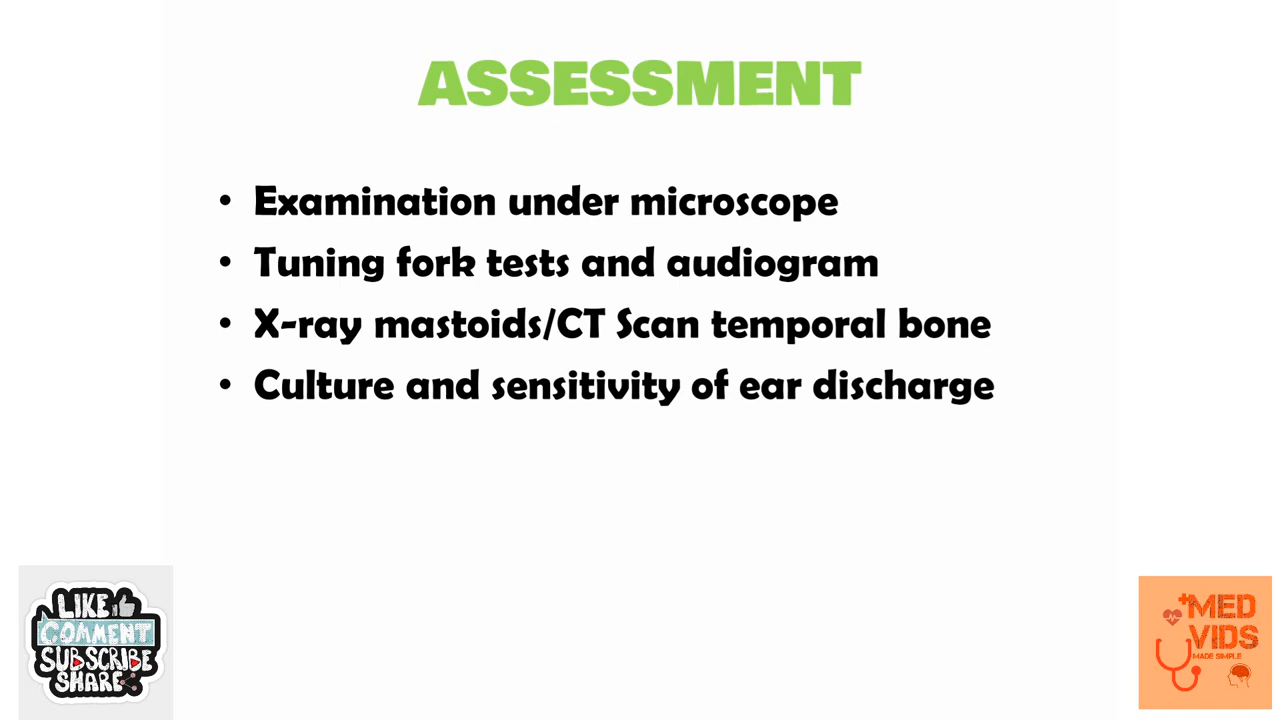 ASSESSMENT
• Examination under microscope
• Tuning fork tests and audiogram
• X-ray mastoids/CT Scan temporal bone
• Culture and sensitivity of ear discharge
LIKE
COMMENT
SUBSCRIBE
SHARE
MED
VIDS
MADE SIMPLE